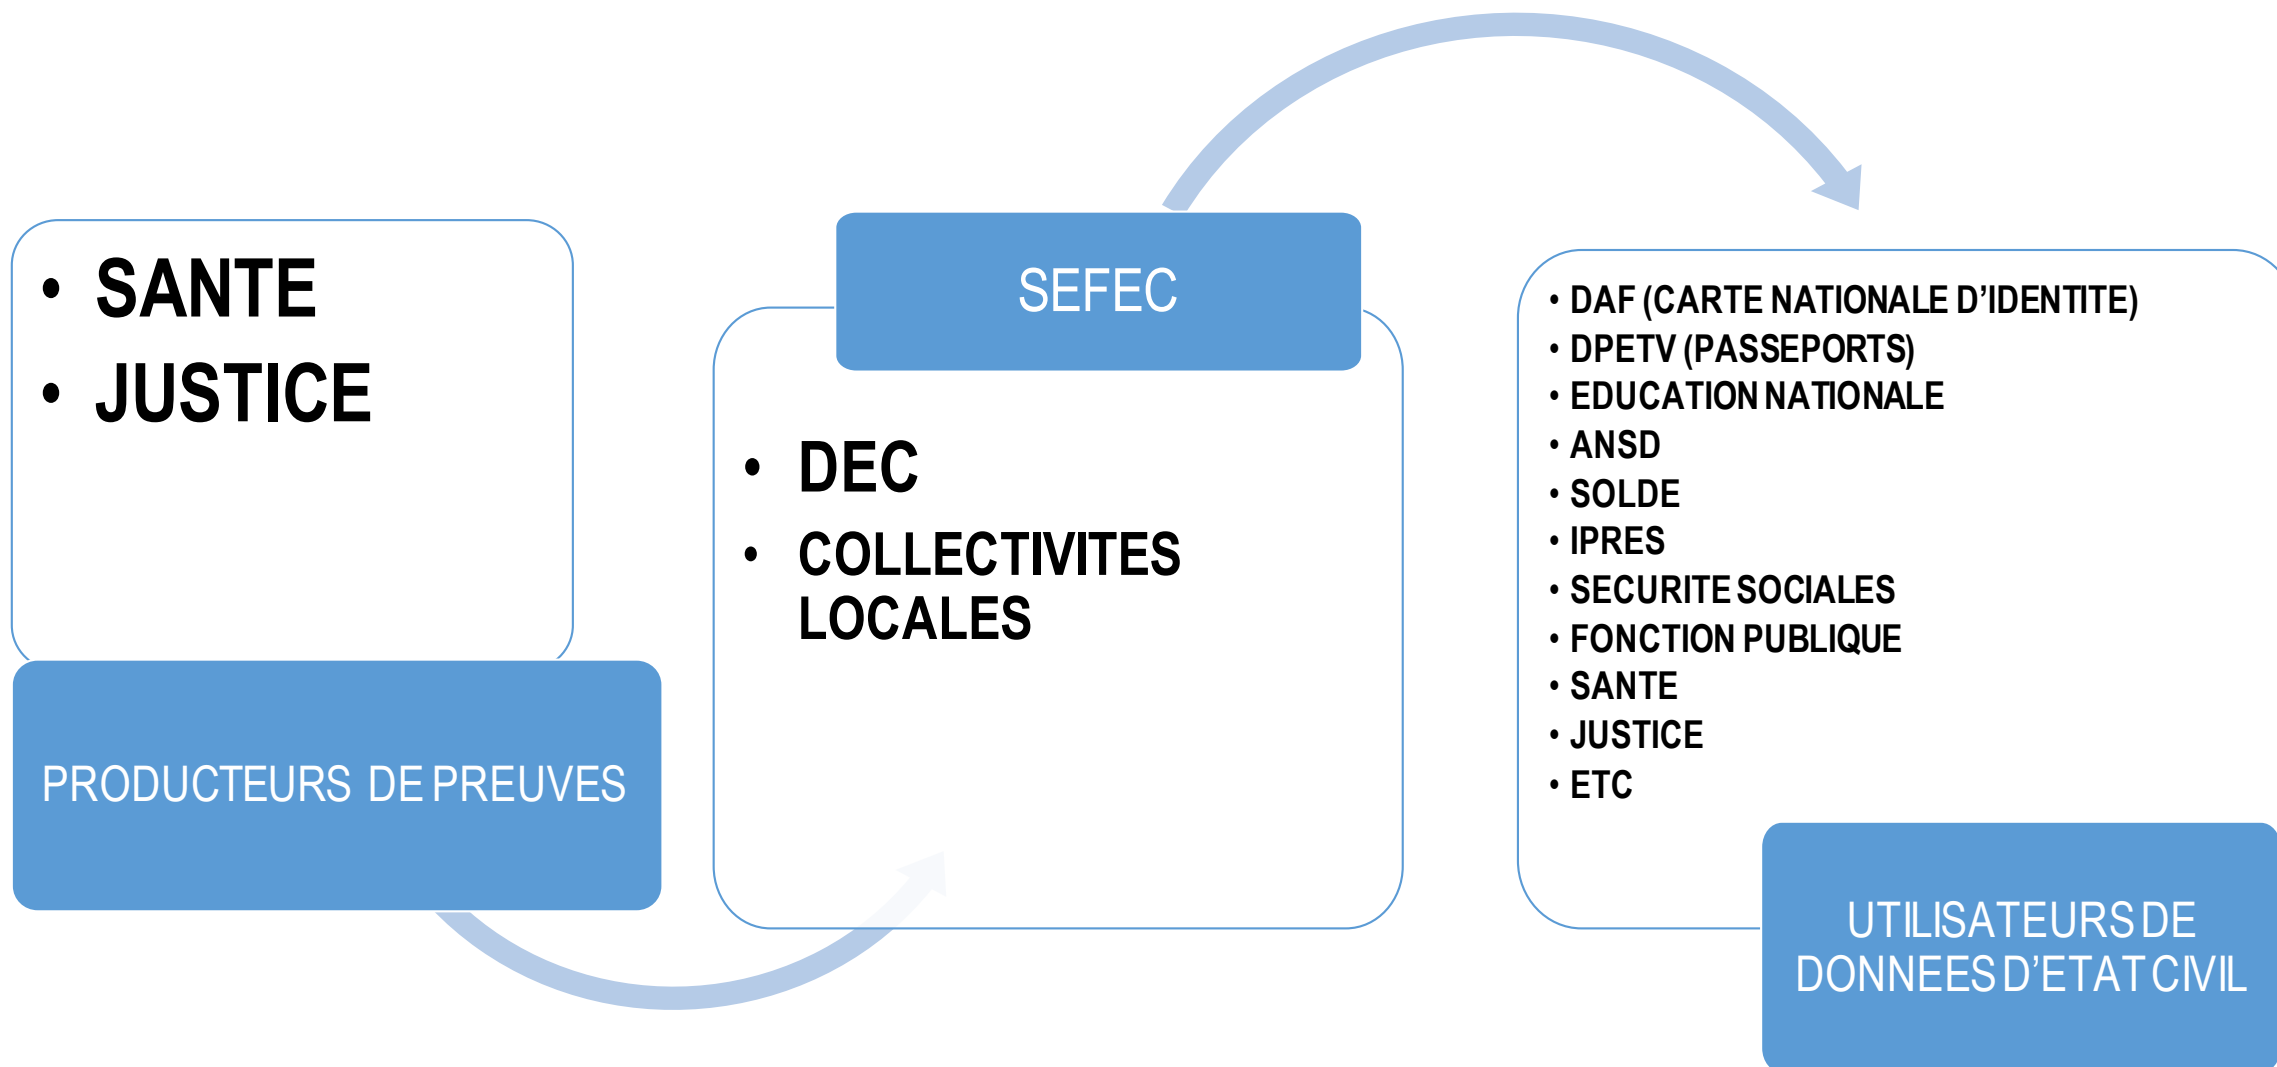 • SANTE
• JUSTICE
PRODUCTEURS DE PREUVES
SEFEC
• DEC
• COLLECTIVITES
LOCALES
• DAF (CARTE NATIONALE D’IDENTITE)
• DPETV (PASSEPORTS)
• EDUCATION NATIONALE
• ANSD
• SOLDE
• IPRES
• SECURITE SOCIALES
• FONCTION PUBLIQUE
• SANTE
• JUSTICE
• ETC
UTILISATEURS DE
DONNEES D’ETAT CIVIL